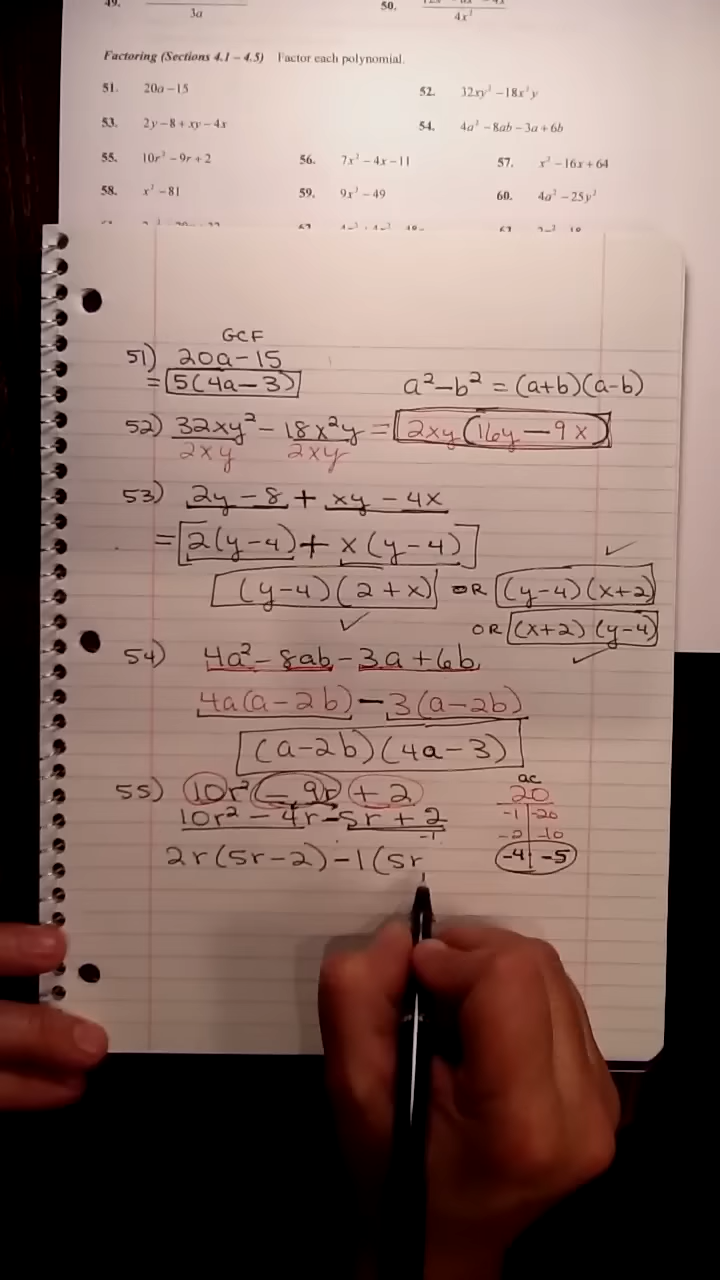 49.
3a
50.
4x²
Factoring (Sections 4.1 – 4.5) Factor each polynomial.
51. 20a – 15
52. 32xy² – 18x²y
53. 2y – 8 + xy – 4x
54. 4a² – 8ab – 3a + 6b
55. 10r² – 9r + 2
56. 7x² – 4x – 11
57. x² – 16x + 64
58. x² – 81
59. 9x² – 49
60. 4a² – 25y²
GCF
51) 20a – 15
= 5(4a – 3)
a² – b² = (a+b)(a-b)
52) 32xy² – 18x²y = 2xy(16y – 9x)
2xy 2xy
53) 2y – 8 + xy – 4x
= 2(y-4) + x(y-4)
(y-4)(2+x) OR (y-4)(x+2)
OR (x+2)(y-4)
54) 4a² – 8ab – 3a + 6b
4a(a – 2b) – 3(a – 2b)
(a-2b)(4a-3)
55) 10r² – 9r + 2
ac
20
10r² – 4r – 5r + 2
-1 -20
-1
-2 -10
2r(5r-2) -1(5r
-4 -5